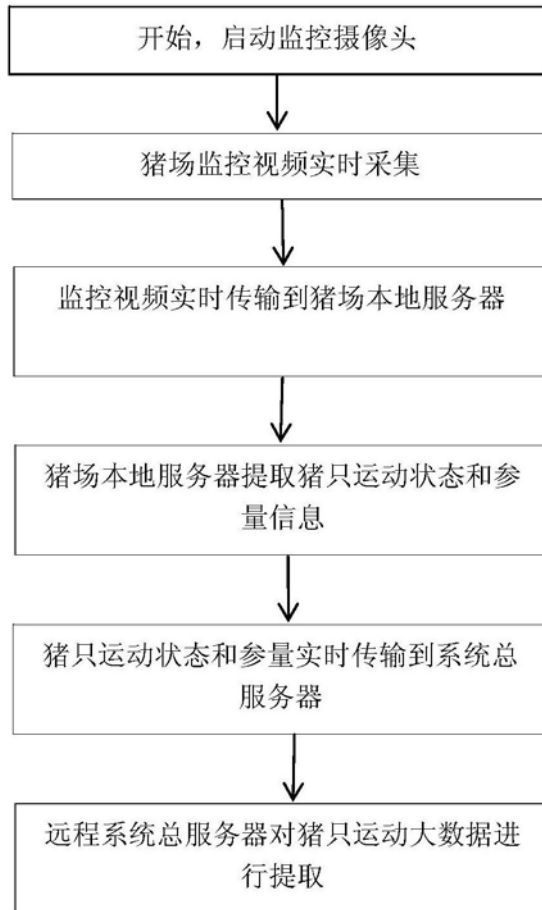 开始，启动监控摄像头
猪场监控视频实时采集
监控视频实时传输到猪场本地服务器
猪场本地服务器提取猪只运动状态和参
量信息
猪只运动状态和参量实时传输到系统总
服务器
远程系统总服务器对猪只运动大数据进
行提取